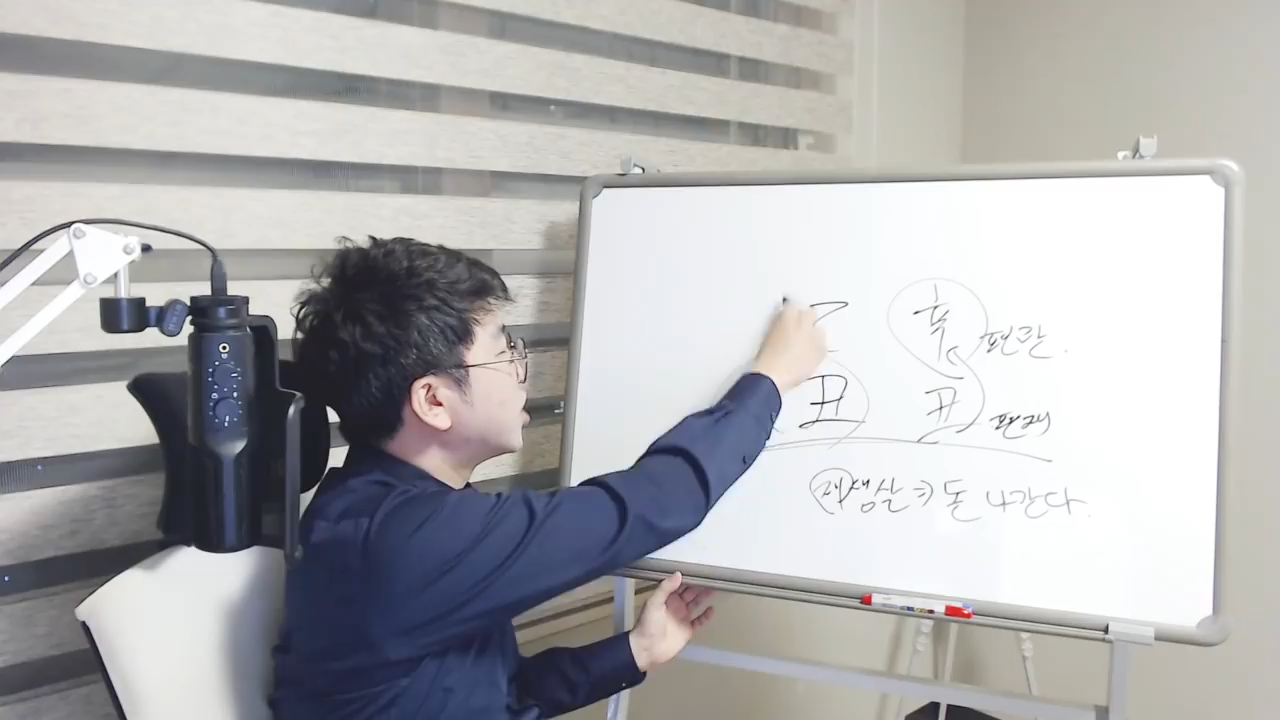 辛 편관.
丑 丑 편재
재생살 ⇒ 돈 나간다.